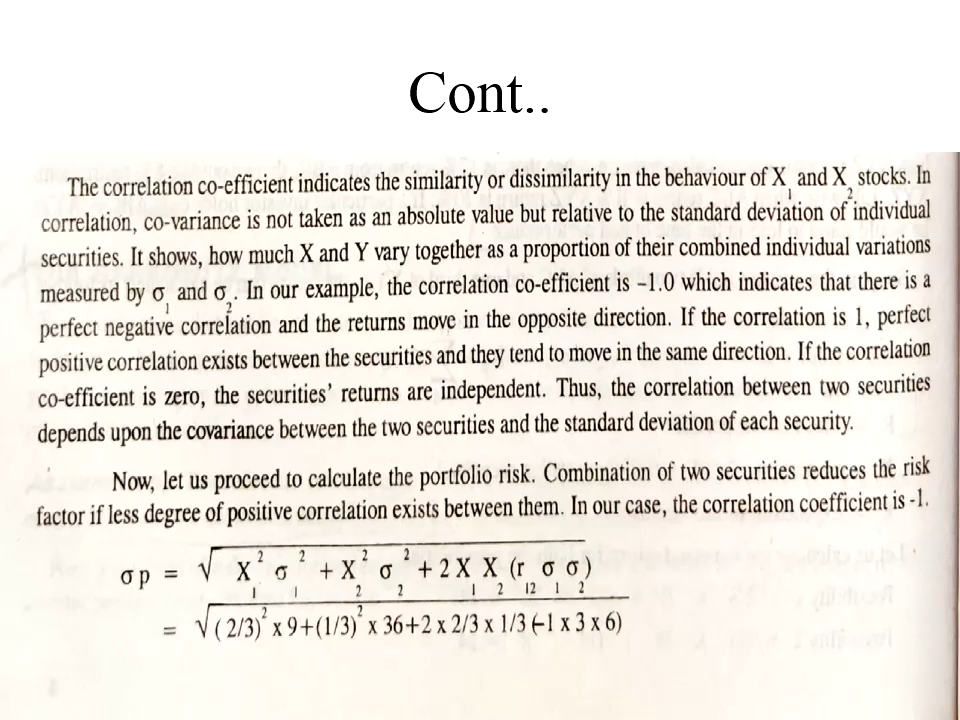 Cont..
The correlation co-efficient indicates the similarity or dissimilarity in the behaviour of X₁ and X₂ stocks. In
correlation, co-variance is not taken as an absolute value but relative to the standard deviation of individual
securities. It shows, how much X and Y vary together as a proportion of their combined individual variations
measured by σ₁ and σ₂. In our example, the correlation co-efficient is –1.0 which indicates that there is a
perfect negative correlation and the returns move in the opposite direction. If the correlation is 1, perfect
positive correlation exists between the securities and they tend to move in the same direction. If the correlation
co-efficient is zero, the securities’ returns are independent. Thus, the correlation between two securities
depends upon the covariance between the two securities and the standard deviation of each security.
Now, let us proceed to calculate the portfolio risk. Combination of two securities reduces the risk
factor if less degree of positive correlation exists between them. In our case, the correlation coefficient is -1.
σp = √X₁² σ₁² + X₂² σ₂² + 2 X₁ X₂ (r₁₂ σ₁ σ₂)
= √(2/3)² x 9+(1/3)² x 36+2 x 2/3 x 1/3 (-1 x 3 x 6)